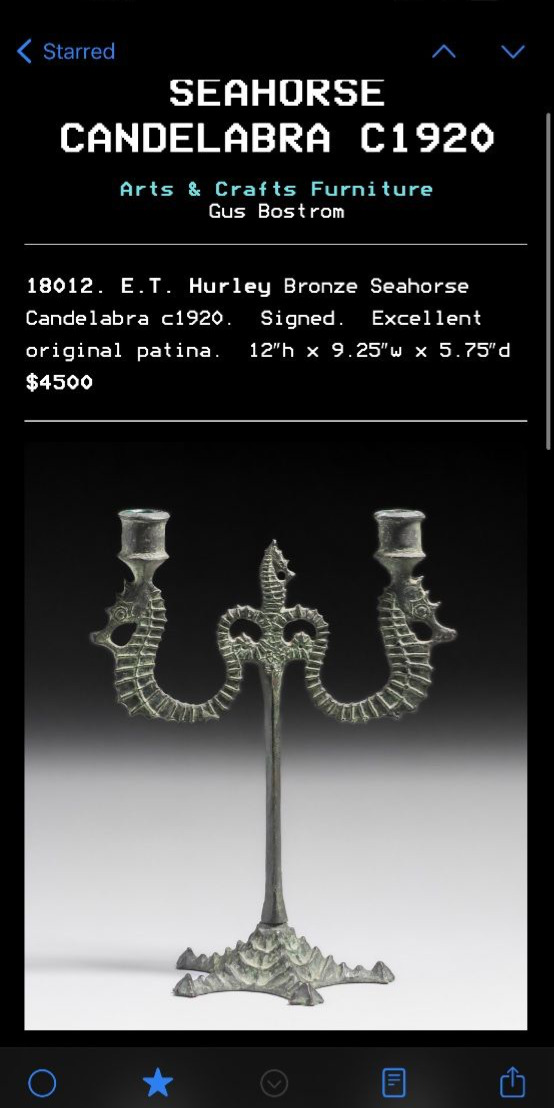 Starred
SEAHORSE
CANDELABRA C1920
Arts & Crafts Furniture
Gus Bostrom
18012. E.T. Hurley Bronze Seahorse
Candelabra c1920. Signed. Excellent
original patina. 12"h x 9.25"w x 5.75"d
$4500